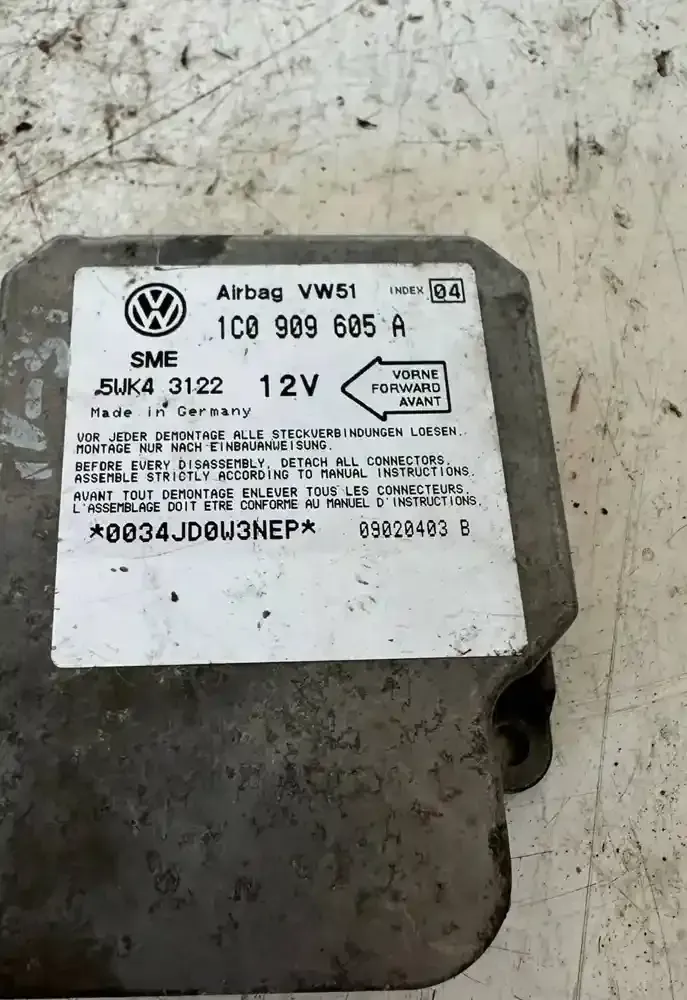 Airbag VW51 INDEX 04
1C0 909 605 A
SME
5WK4 3122 12V
VORNE
FORWARD
AVANT
Made in Germany
VOR JEDER DEMONTAGE ALLE STECKVERBINDUNGEN LOESEN.
MONTAGE NUR NACH EINBAUANWEISUNG.
BEFORE EVERY DISASSEMBLY, DETACH ALL CONNECTORS.
ASSEMBLE STRICTLY ACCORDING TO MANUAL INSTRUCTIONS.
AVANT TOUT DEMONTAGE ENLEVER TOUS LES CONNECTEURS.
L'ASSEMBLAGE DOIT ETRE CONFORME AU MANUEL D'INSTRUCTIONS.
*0034JD0W3NEP* 09020403 B